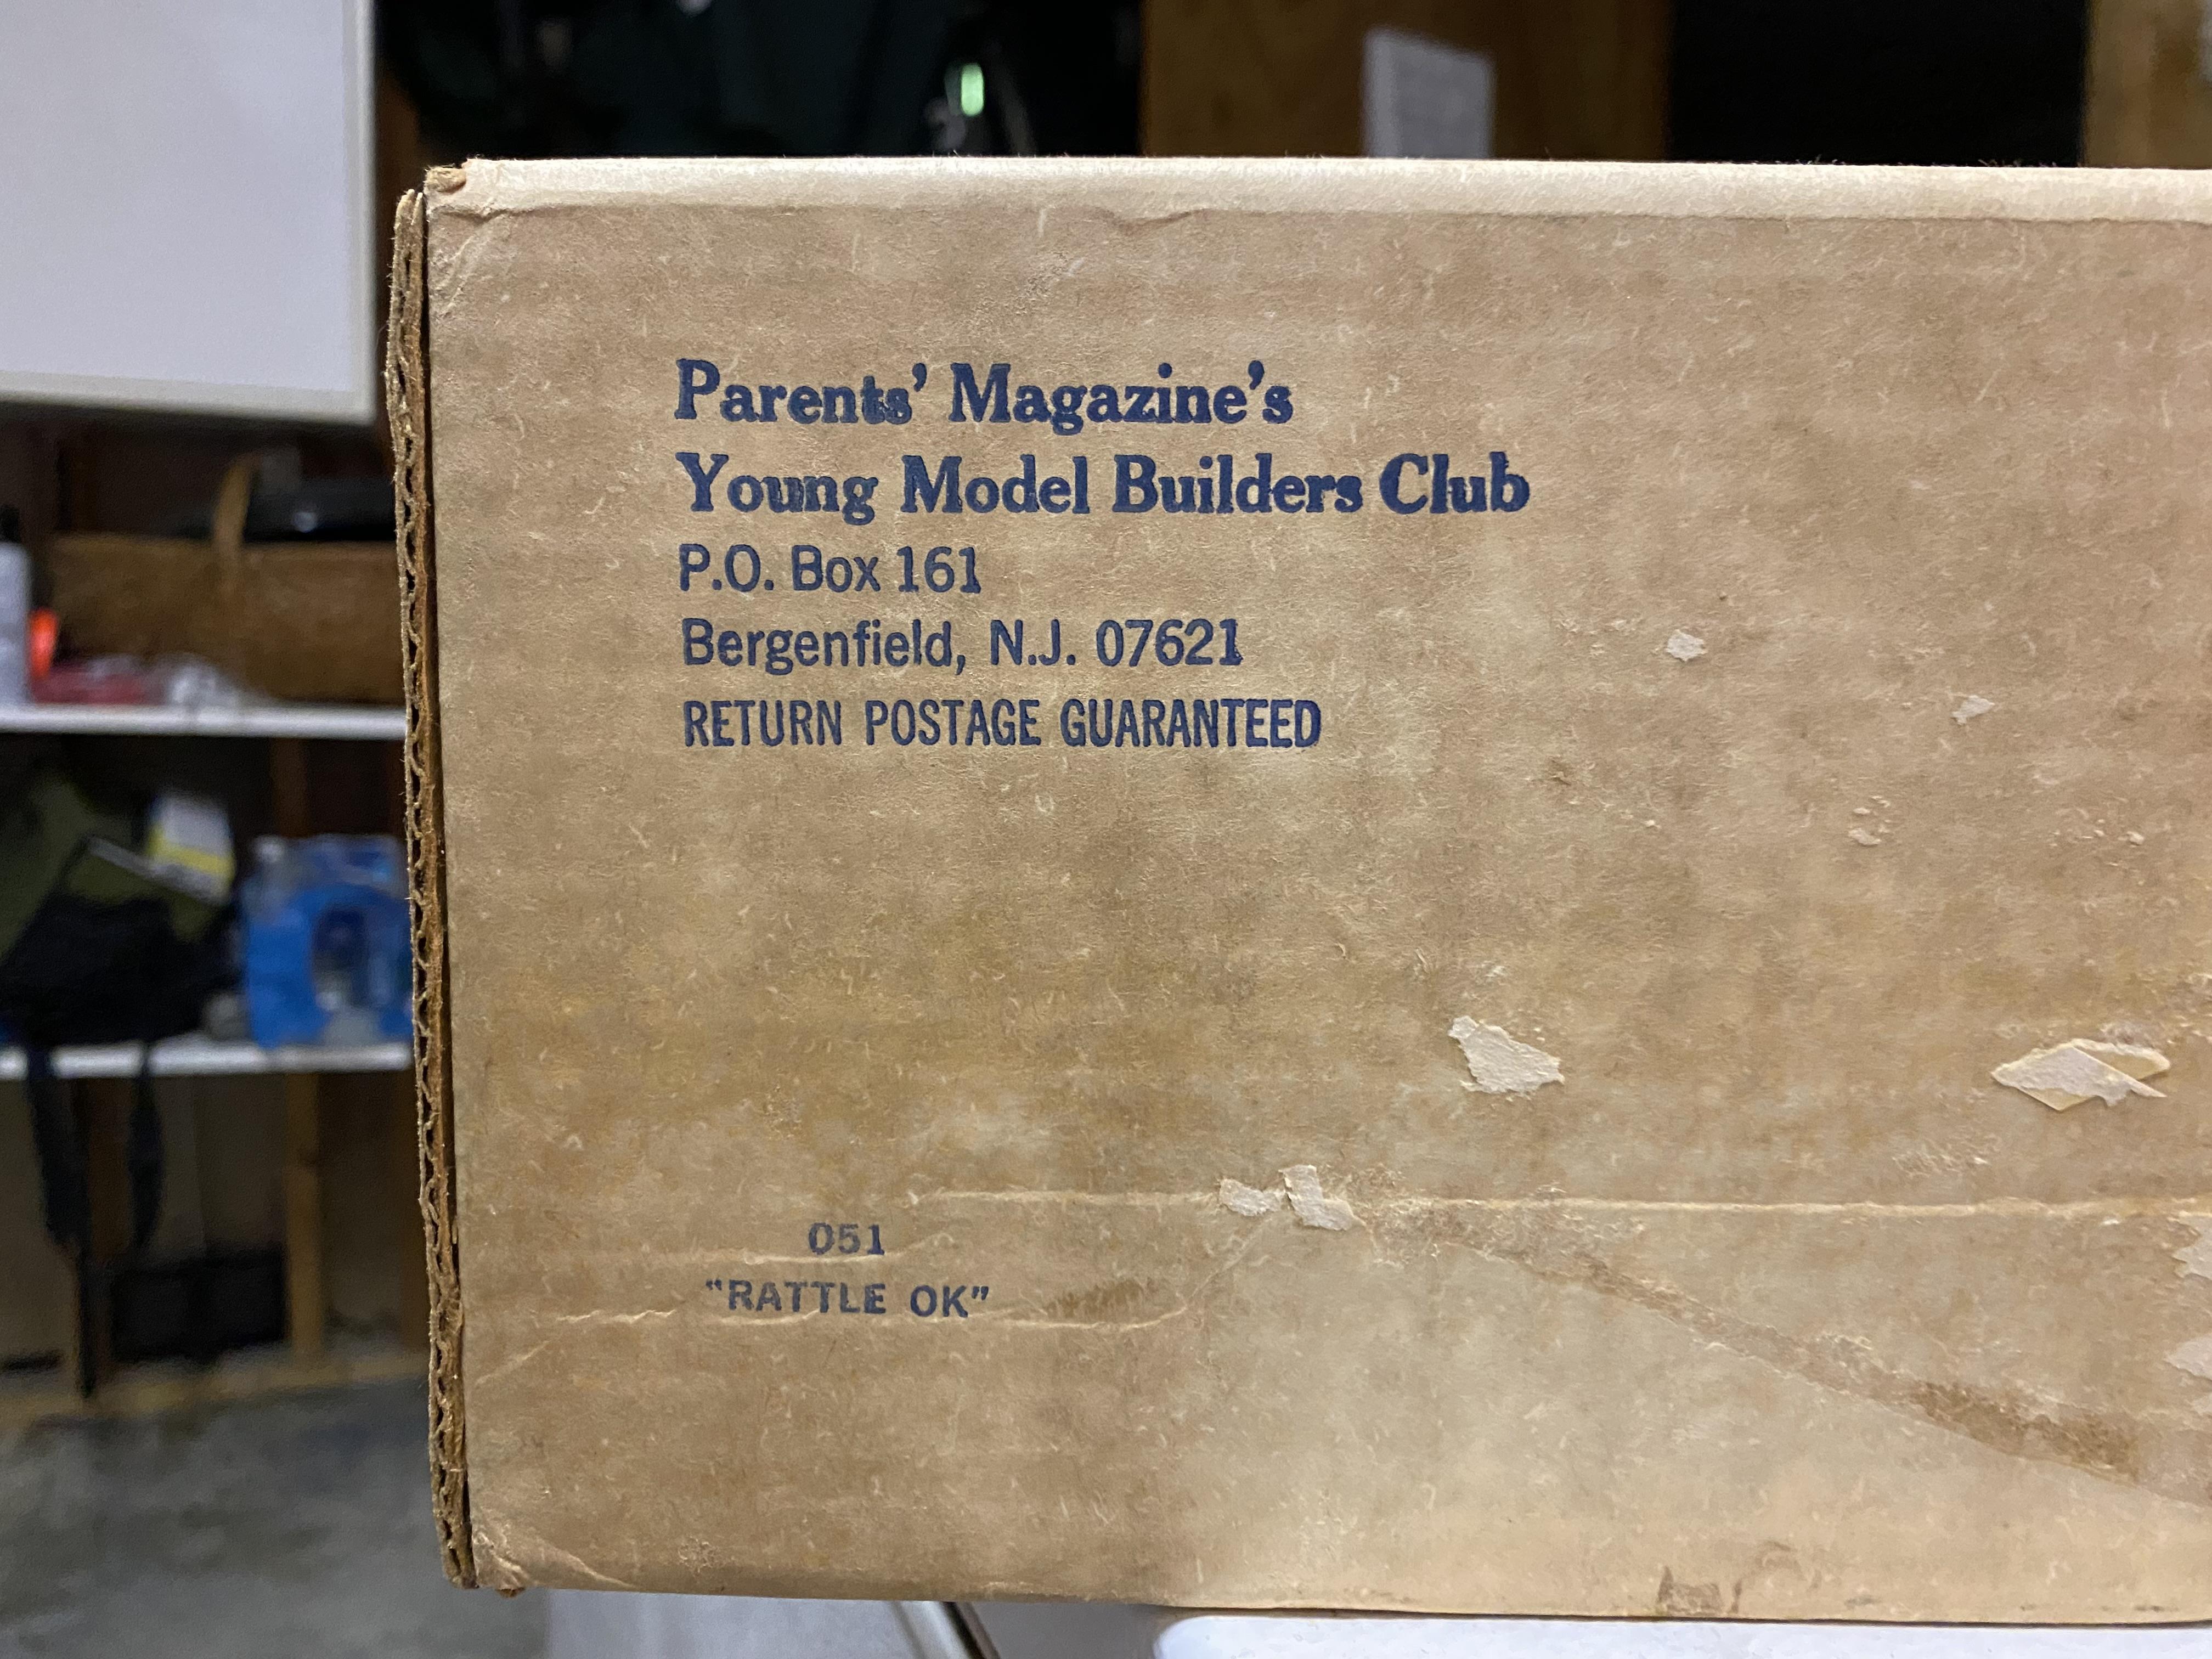 Parents’ Magazine’s
Young Model Builders Club
P.O. Box 161
Bergenfield, N.J. 07621
RETURN POSTAGE GUARANTEED
051
“RATTLE OK”